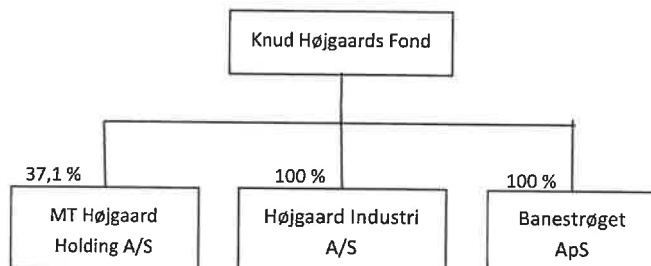 Knud Højgaards Fond
37,1 %
100 %
100 %
MT Højgaard
Holding A/S
Højgaard Industri
A/S
Banestrøget
ApS